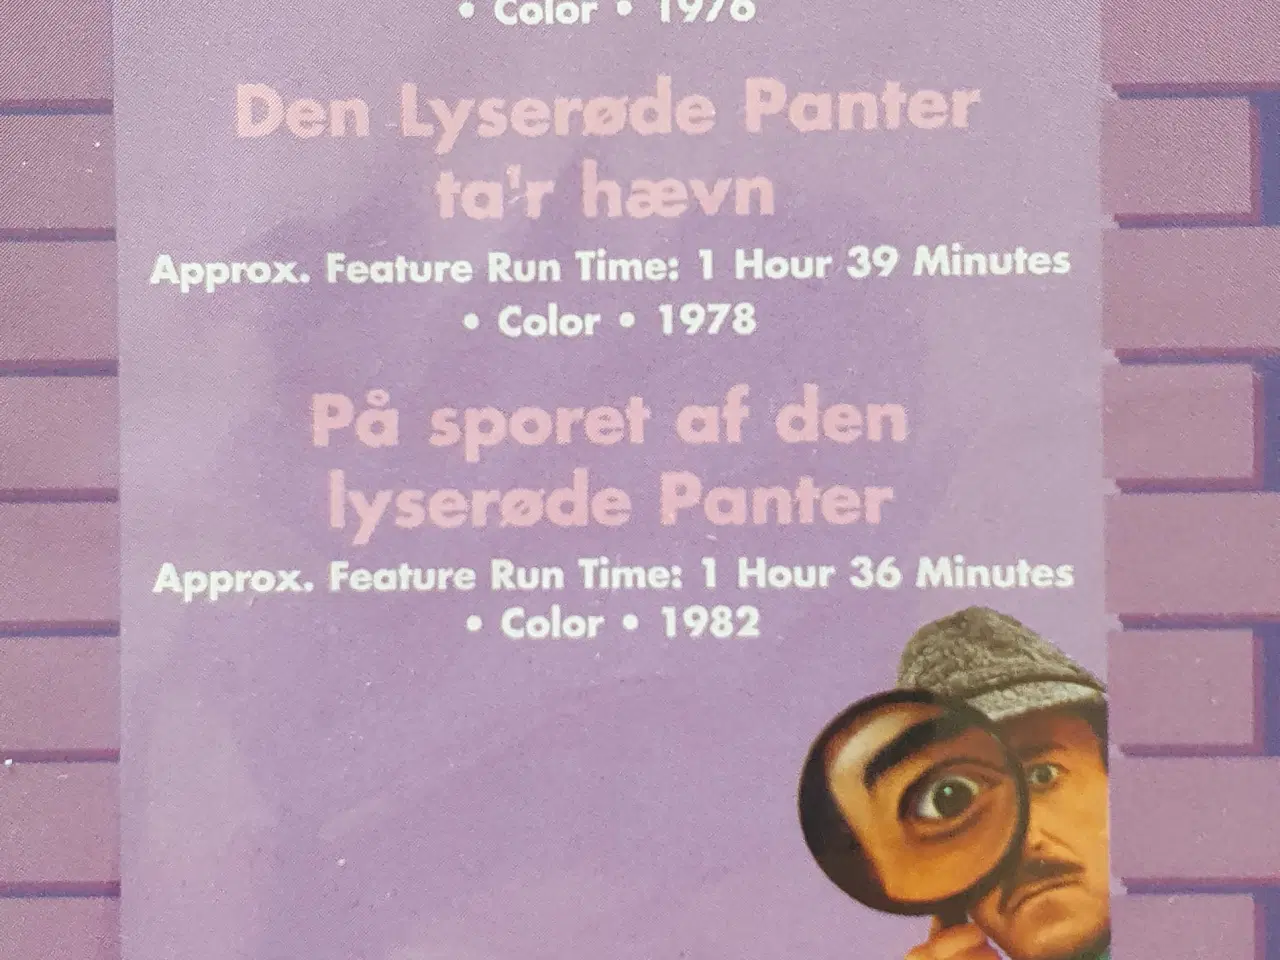 • Color • 1976
Den Lyserøde Panter
ta'r hævn
Approx. Feature Run Time: 1 Hour 39 Minutes
• Color • 1978
På sporet af den
lyserøde Panter
Approx. Feature Run Time: 1 Hour 36 Minutes
• Color • 1982